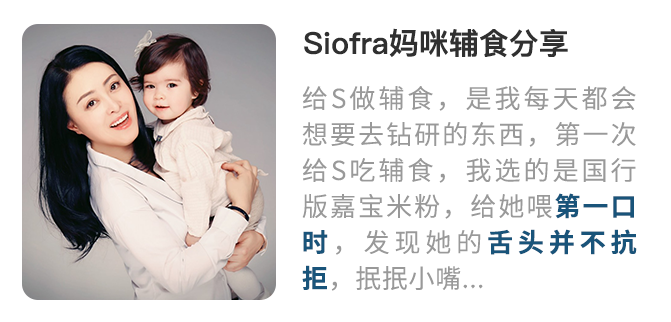 Siofra妈咪辅食分享
给S做辅食，是我每天都会
想要去钻研的东西，第一次
给S吃辅食，我选的是国行
版嘉宝米粉，给她喂第一口
时，发现她的舌头并不抗
拒，抿抿小嘴...